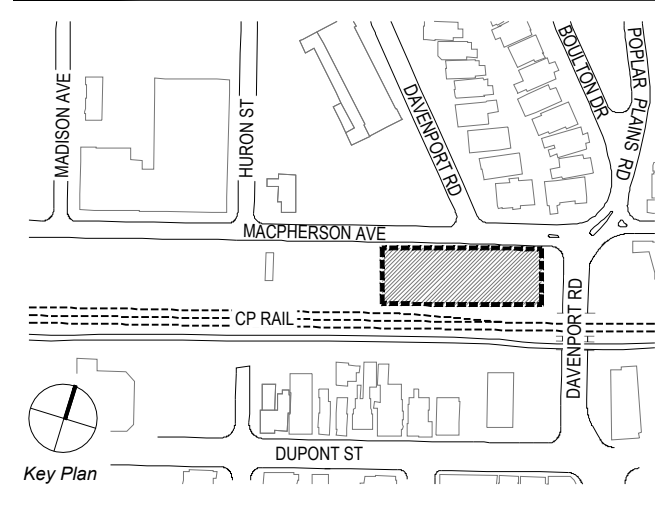 MADISON AVE
HURON ST
DAVENPORT RD
BOULTON DR
POPLAR PLAINS RD
MACPHERSON AVE
CP RAIL
DAVENPORT RD
DUPONT ST
Key Plan